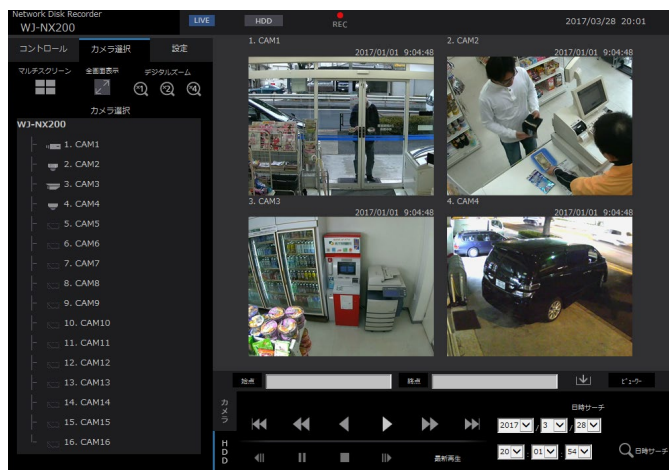 Network Disk Recorder
WJ-NX200
LIVE
HDD
REC
2017/03/28 20:01
コントロール
カメラ選択
設定
マルチスクリーン
全画面表示
デジタルズーム
×1
×2
×4
カメラ選択
WJ-NX200
1. CAM1
2. CAM2
3. CAM3
4. CAM4
5. CAM5
6. CAM6
7. CAM7
8. CAM8
9. CAM9
10. CAM10
11. CAM11
12. CAM12
13. CAM13
14. CAM14
15. CAM15
16. CAM16
1. CAM1
2017/01/01 9:04:48
2. CAM2
2017/01/01 9:04:48
3. CAM3
2017/01/01 9:04:48
4. CAM4
2017/01/01 9:04:48
始点
終点
ﾋﾞｭｰﾜｰ
カメラ
HDD
最新再生
日時サーチ
2017 / 3 / 28
20 : 01 : 54
日時サーチ